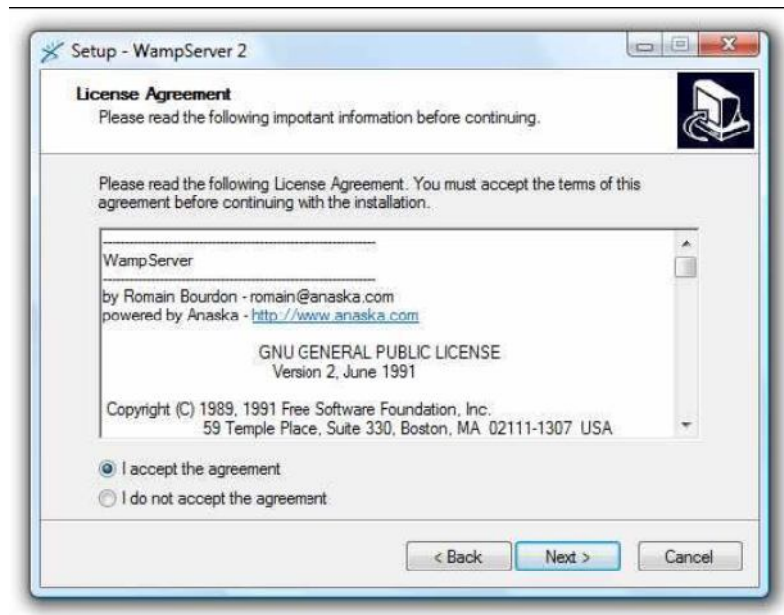 Setup - WampServer 2
License Agreement
Please read the following important information before continuing.
Please read the following License Agreement. You must accept the terms of this
agreement before continuing with the installation.
------------------------------------------------------------
WampServer
------------------------------------------------------------
by Romain Bourdon - romain@anaska.com
powered by Anaska - http://www.anaska.com
GNU GENERAL PUBLIC LICENSE
Version 2, June 1991
Copyright (C) 1989, 1991 Free Software Foundation, Inc.
59 Temple Place, Suite 330, Boston, MA 02111-1307 USA
I accept the agreement
I do not accept the agreement
< Back
Next >
Cancel